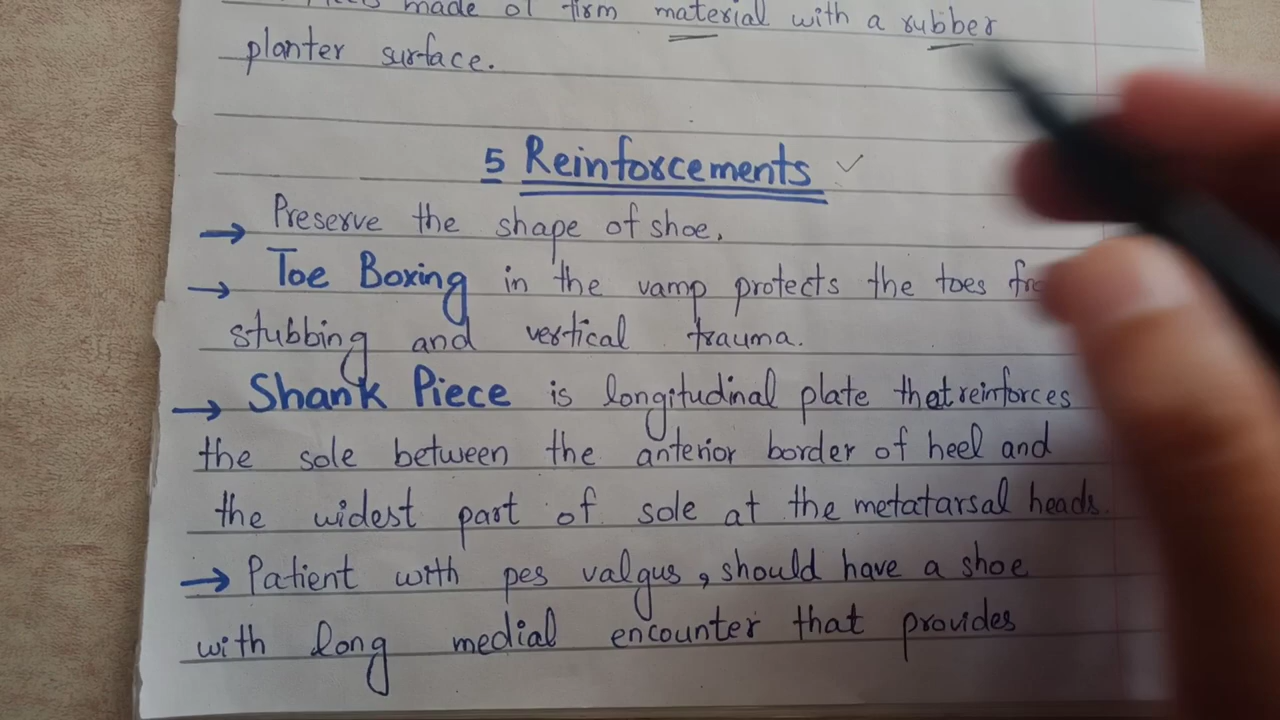 made of firm material with a rubber
planter surface.
5 Reinforcements
→ Preserve the shape of shoe.
→ Toe Boxing in the vamp protects the toes
stubbing and vertical trauma.
→ Shank Piece is longitudinal plate that reinforces
the sole between the anterior border of heel and
the widest part of sole at the metatarsal heads.
→ Patient with pes valgus, should have a shoe
with long medial encounter that provides